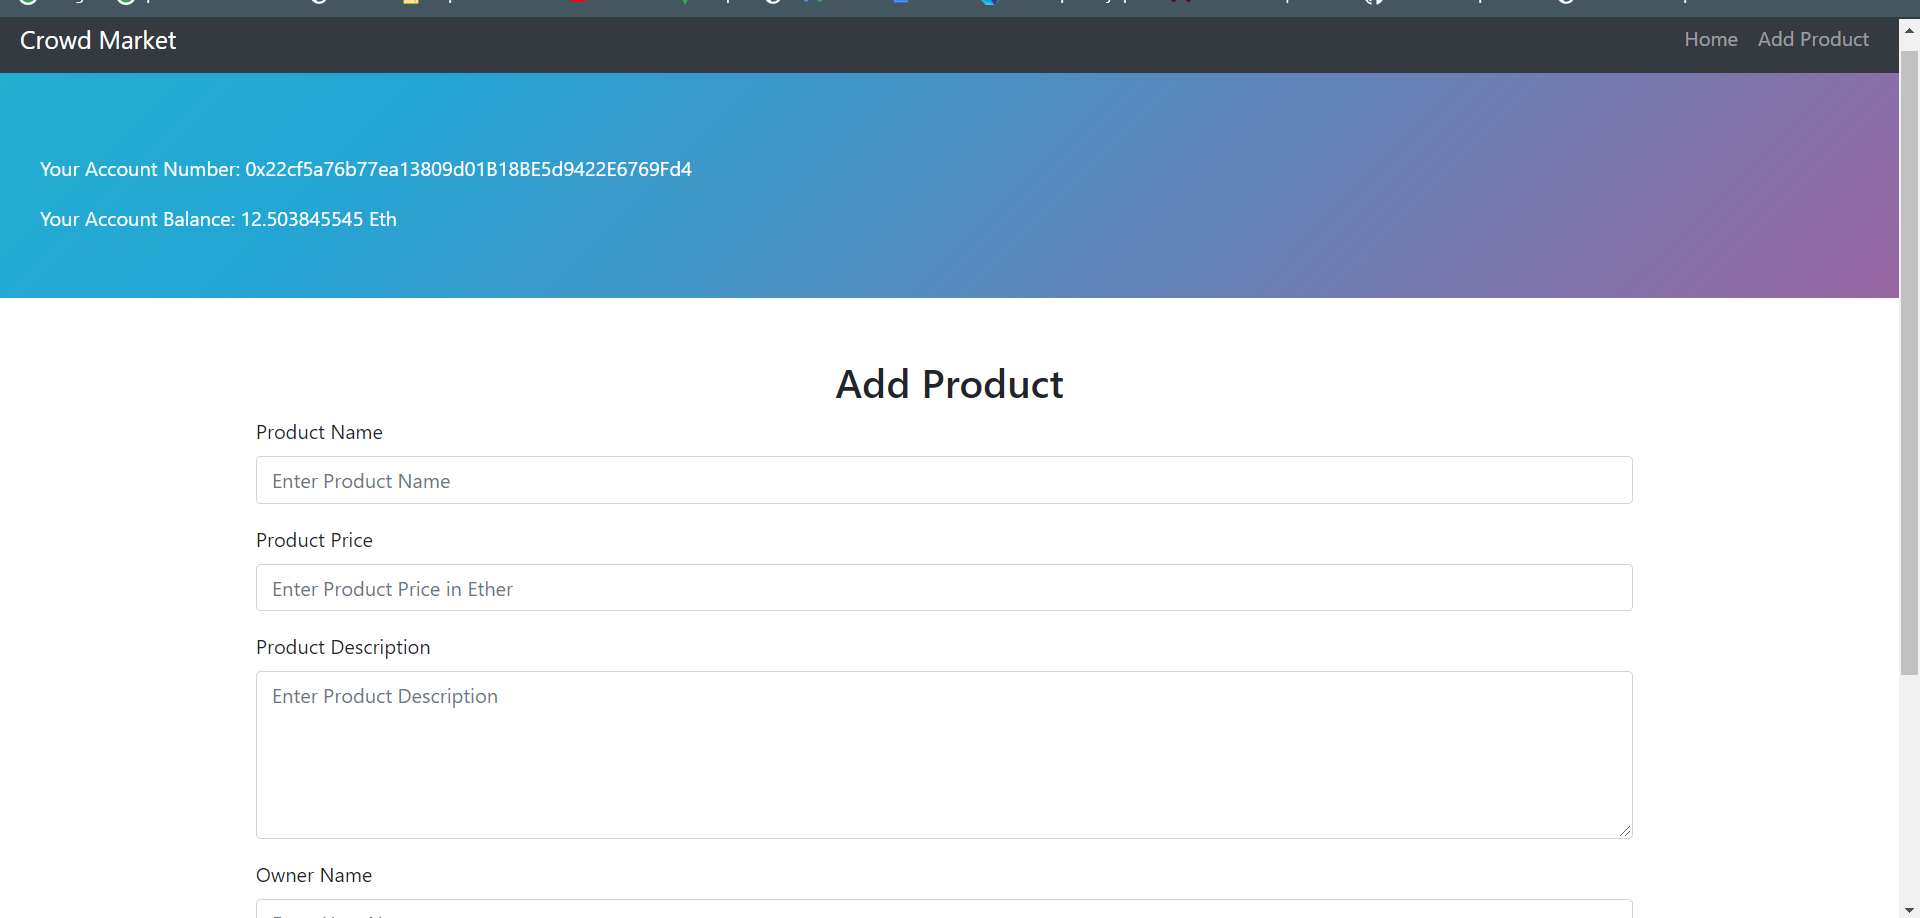 Crowd Market
Home
Add Product
Your Account Number: 0x22cf5a76b77ea13809d01B18BE5d9422E6769Fd4
Your Account Balance: 12.503845545 Eth
Add Product
Product Name
Enter Product Name
Product Price
Enter Product Price in Ether
Product Description
Enter Product Description
Owner Name